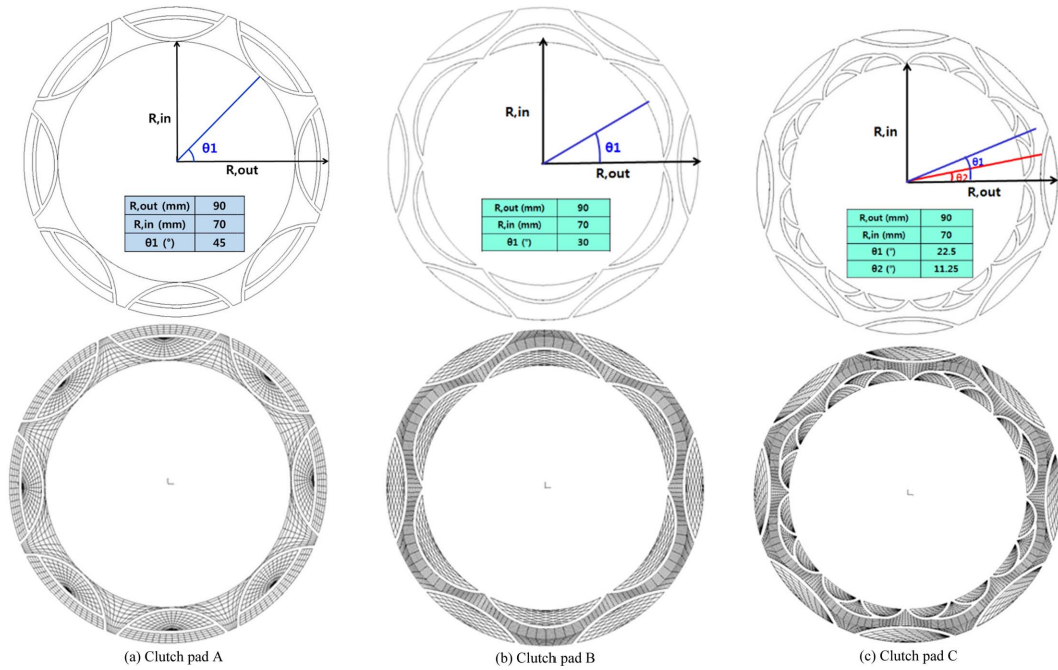 R,in
θ1
R,out
R,out (mm) 90
R,in (mm) 70
θ1 (°) 45
R,in
θ1
R,out
R,out (mm) 90
R,in (mm) 70
θ1 (°) 30
R,in
θ1
θ2
R,out
R,out (mm) 90
R,in (mm) 70
θ1 (°) 22.5
θ2 (°) 11.25
(a) Clutch pad A
(b) Clutch pad B
(c) Clutch pad C